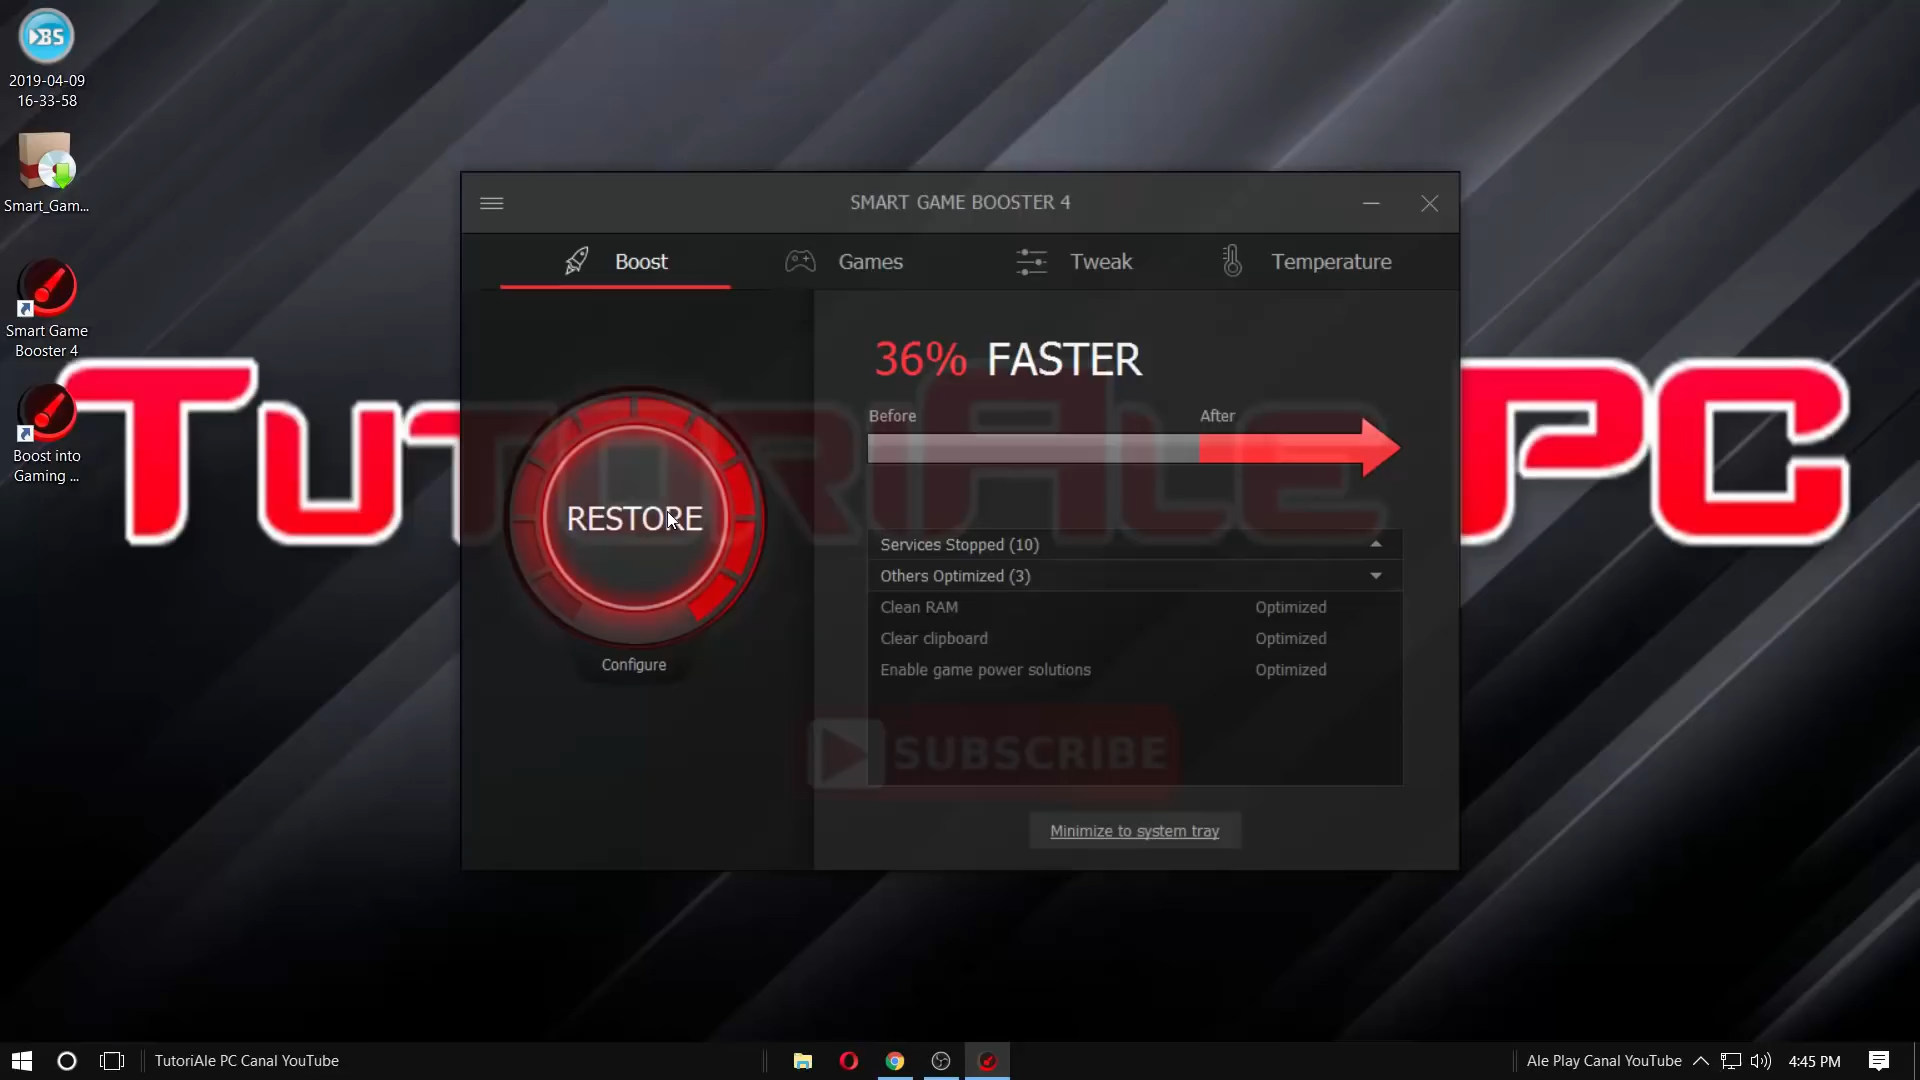 2019-04-09
16-33-58
Smart_Gam...
Smart Game
Booster 4
Boost into
Gaming ...
TUTORIALE PC
SMART GAME BOOSTER 4
Boost
Games
Tweak
Temperature
RESTORE
Configure
36% FASTER
Before
After
Services Stopped (10)
Others Optimized (3)
Clean RAM
Optimized
Clear clipboard
Optimized
Enable game power solutions
Optimized
SUBSCRIBE
Minimize to system tray
TutoriAle PC Canal YouTube
Ale Play Canal YouTube
4:45 PM